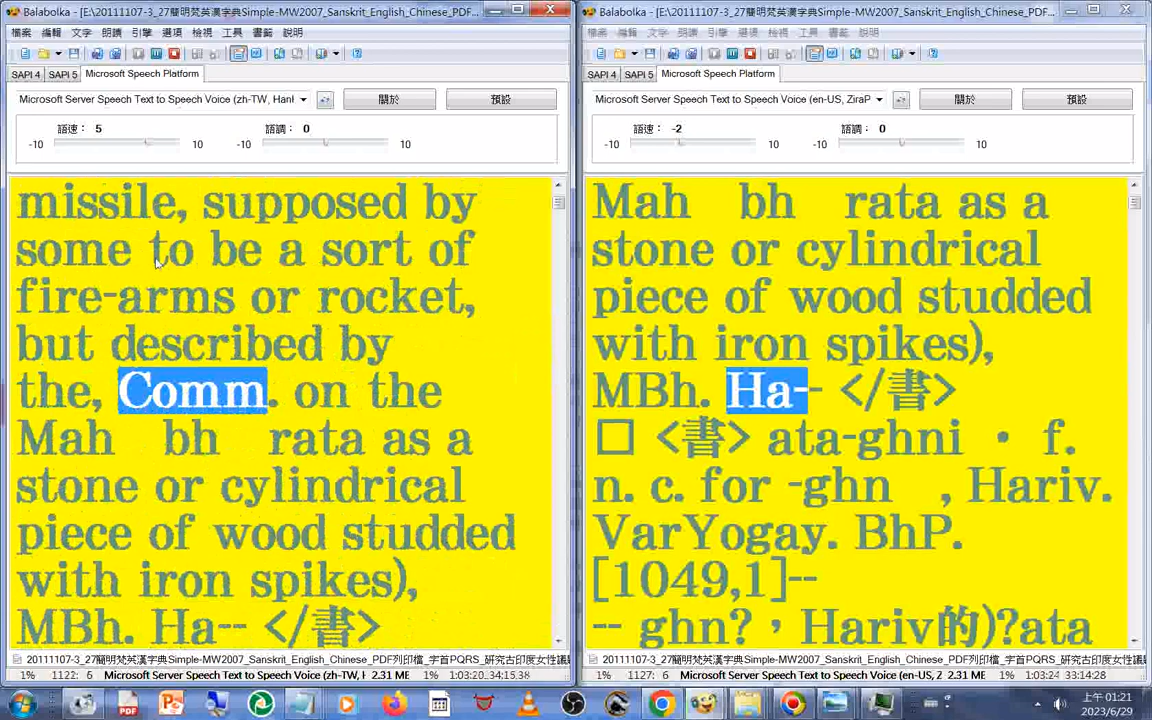 Balabolka - [E:\20111107-3_27簡明梵英漢字典Simple-MW2007_Sanskrit_English_Chinese_PDF...
檔案 編輯 文字 朗讀 引擎 選項 檢視 工具 書籤 說明
SAPI 4 SAPI 5 Microsoft Speech Platform
Microsoft Server Speech Text to Speech Voice (zh-TW, Hanl
關於 預設
語速： 5 語調： 0
-10 10 -10 10
missile, supposed by
some to be a sort of
fire-arms or rocket,
but described by
the, Comm. on the
Mah bh rata as a
stone or cylindrical
piece of wood studded
with iron spikes),
MBh. Ha-- </書>
20111107-3_27簡明梵英漢字典Simple-MW2007_Sanskrit_English_Chinese_PDF列印檔_字首PQRS_研究古印度女性議
1% 1122: 6 Microsoft Server Speech Text to Speech Voice (zh-TW, H 2.31 ME 1:03:20_34:15.38
Balabolka - [E:\20111107-3_27簡明梵英漢字典Simple-MW2007_Sanskrit_English_Chinese_PDF...
檔案 編輯 文字 朗讀 引擎 選項 檢視 工具 書籤 說明
SAPI 4 SAPI 5 Microsoft Speech Platform
Microsoft Server Speech Text to Speech Voice (en-US, ZiraP
關於 預設
語速： -2 語調： 0
-10 10 -10 10
Mah bh rata as a
stone or cylindrical
piece of wood studded
with iron spikes),
MBh. Ha-- </書>
□ <書> ata-ghni • f.
n. c. for -ghn , Hariv.
VarYogay. BhP.
[1049,1]--
-- ghn?，Hariv的)?ata
20111107-3_27簡明梵英漢字典Simple-MW2007_Sanskrit_English_Chinese_PDF列印檔_字首PQRS_研究古印度女性議
1% 1127: 6 Microsoft Server Speech Text to Speech Voice (en-US, Z 2.31 ME 1:03:24 33:14:28
上午 01:21
2023/6/29